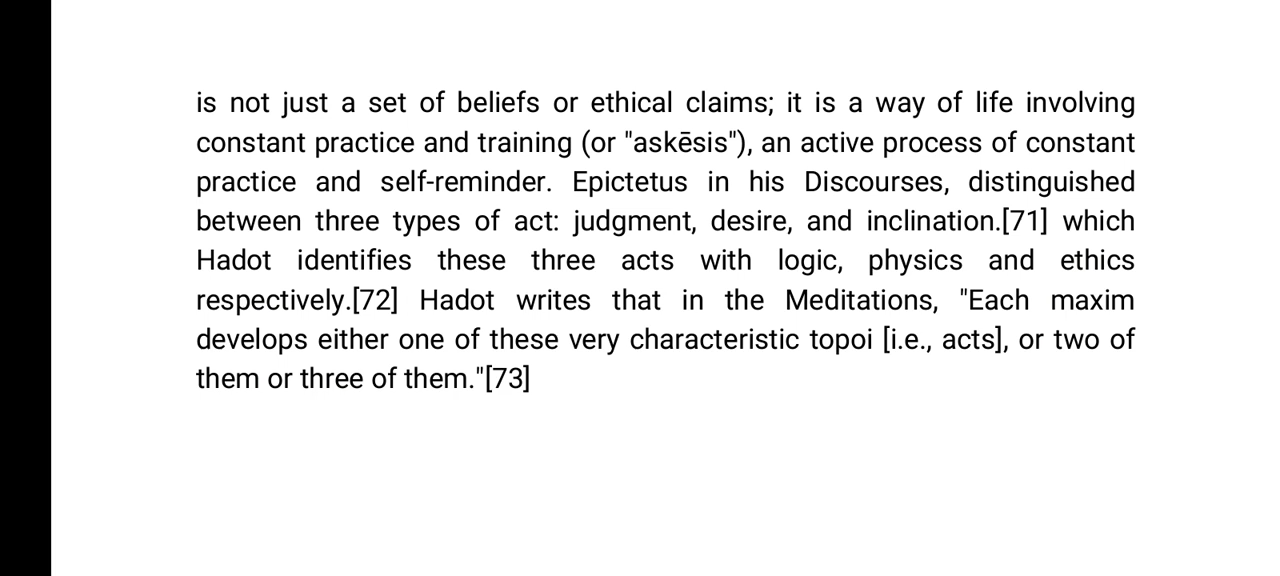 is not just a set of beliefs or ethical claims; it is a way of life involving
constant practice and training (or "askēsis"), an active process of constant
practice and self-reminder. Epictetus in his Discourses, distinguished
between three types of act: judgment, desire, and inclination.[71] which
Hadot identifies these three acts with logic, physics and ethics
respectively.[72] Hadot writes that in the Meditations, "Each maxim
develops either one of these very characteristic topoi [i.e., acts], or two of
them or three of them."[73]